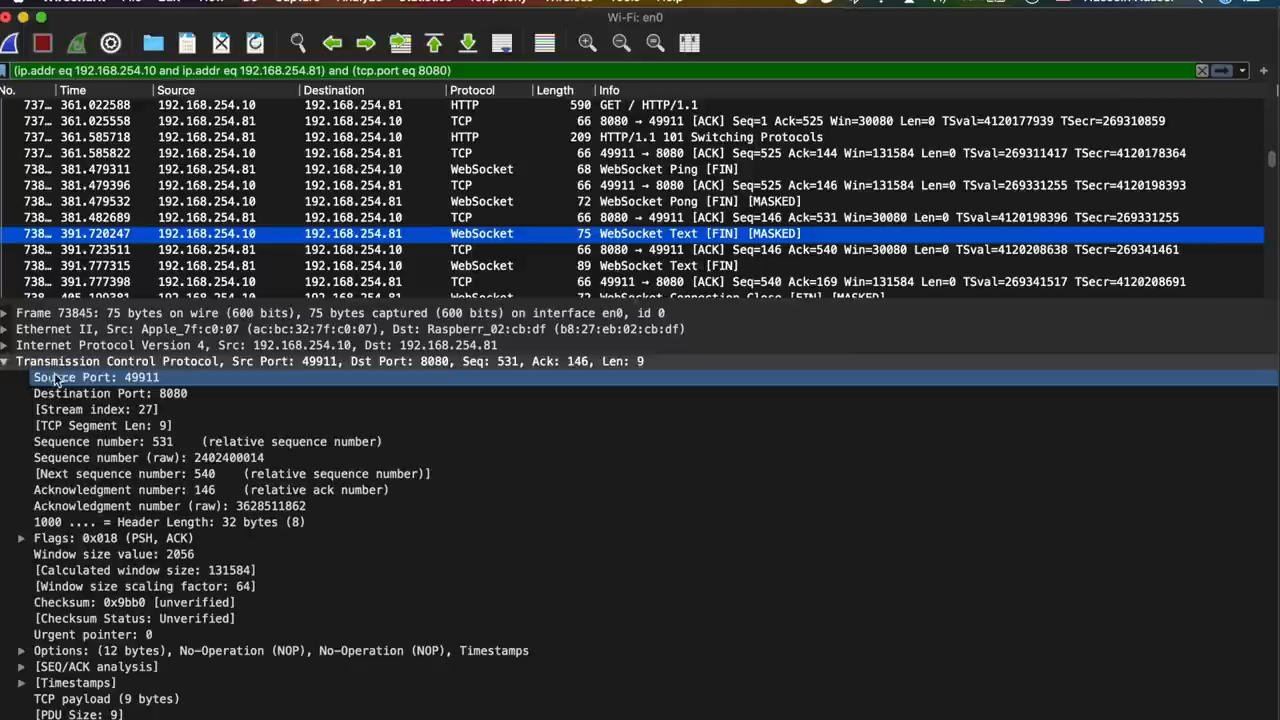 Wi-Fi: en0
(ip.addr eq 192.168.254.10 and ip.addr eq 192.168.254.81) and (tcp.port eq 8080)
No. Time Source Destination Protocol Length Info
737… 361.022588 192.168.254.10 192.168.254.81 HTTP 590 GET / HTTP/1.1
737… 361.025558 192.168.254.81 192.168.254.10 TCP 66 8080 → 49911 [ACK] Seq=1 Ack=525 Win=30080 Len=0 TSval=4120177939 TSecr=269310859
737… 361.585718 192.168.254.81 192.168.254.10 HTTP 209 HTTP/1.1 101 Switching Protocols
737… 361.585822 192.168.254.10 192.168.254.81 TCP 66 49911 → 8080 [ACK] Seq=525 Ack=144 Win=131584 Len=0 TSval=269311417 TSecr=4120178364
738… 381.479311 192.168.254.81 192.168.254.10 WebSocket 68 WebSocket Ping [FIN]
738… 381.479396 192.168.254.10 192.168.254.81 TCP 66 49911 → 8080 [ACK] Seq=525 Ack=146 Win=131584 Len=0 TSval=269331255 TSecr=4120198393
738… 381.479532 192.168.254.10 192.168.254.81 WebSocket 72 WebSocket Pong [FIN] [MASKED]
738… 381.482689 192.168.254.81 192.168.254.10 TCP 66 8080 → 49911 [ACK] Seq=146 Ack=531 Win=30080 Len=0 TSval=4120198396 TSecr=269331255
738… 391.720247 192.168.254.10 192.168.254.81 WebSocket 75 WebSocket Text [FIN] [MASKED]
738… 391.723511 192.168.254.81 192.168.254.10 TCP 66 8080 → 49911 [ACK] Seq=146 Ack=540 Win=30080 Len=0 TSval=4120208638 TSecr=269341461
738… 391.777315 192.168.254.81 192.168.254.10 WebSocket 89 WebSocket Text [FIN]
738… 391.777398 192.168.254.10 192.168.254.81 TCP 66 49911 → 8080 [ACK] Seq=540 Ack=169 Win=131584 Len=0 TSval=269341517 TSecr=4120208691
Frame 73845: 75 bytes on wire (600 bits), 75 bytes captured (600 bits) on interface en0, id 0
Ethernet II, Src: Apple_7f:c0:07 (ac:bc:32:7f:c0:07), Dst: Raspberr_02:cb:df (b8:27:eb:02:cb:df)
Internet Protocol Version 4, Src: 192.168.254.10, Dst: 192.168.254.81
Transmission Control Protocol, Src Port: 49911, Dst Port: 8080, Seq: 531, Ack: 146, Len: 9
Source Port: 49911
Destination Port: 8080
[Stream index: 27]
[TCP Segment Len: 9]
Sequence number: 531 (relative sequence number)
Sequence number (raw): 2402400014
[Next sequence number: 540 (relative sequence number)]
Acknowledgment number: 146 (relative ack number)
Acknowledgment number (raw): 3628511862
1000 .... = Header Length: 32 bytes (8)
Flags: 0x018 (PSH, ACK)
Window size value: 2056
[Calculated window size: 131584]
[Window size scaling factor: 64]
Checksum: 0x9bb0 [unverified]
[Checksum Status: Unverified]
Urgent pointer: 0
Options: (12 bytes), No-Operation (NOP), No-Operation (NOP), Timestamps
[SEQ/ACK analysis]
[Timestamps]
TCP payload (9 bytes)
[PDU Size: 9]